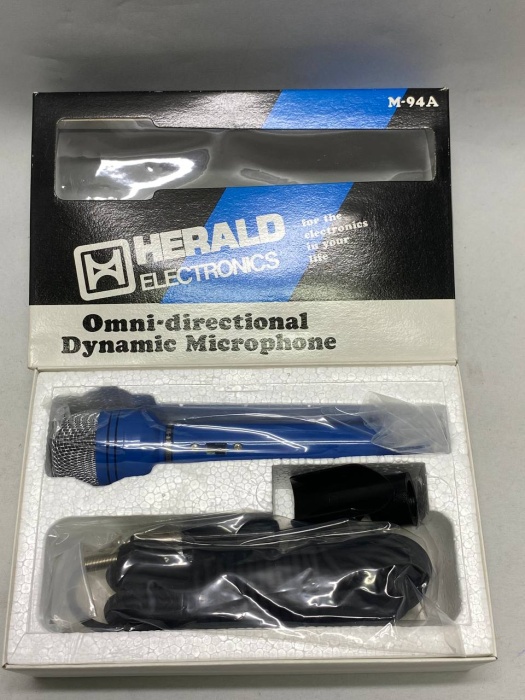 M-94A
HERALD
ELECTRONICS
for the
electronics
in your
life
Omni-directional
Dynamic Microphone